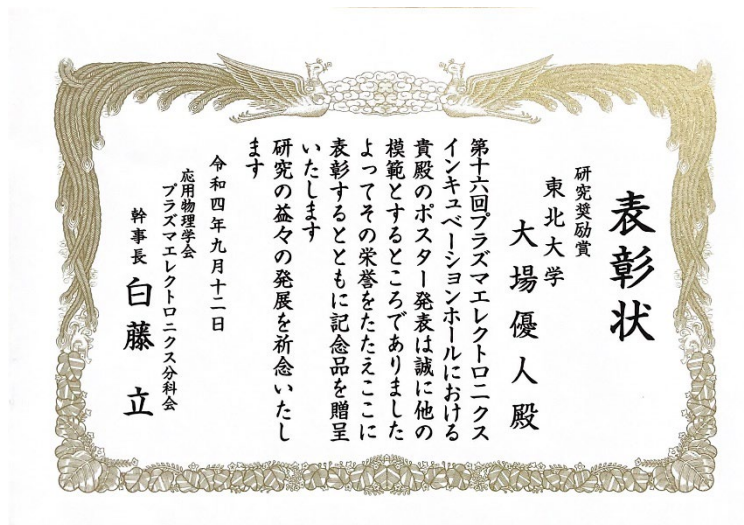 表彰状
研究奨励賞
東北大学
大場優人殿
第十六回プラズマエレクトロニクス
インキュベーションホールにおける
貴殿のポスター発表は誠に他の
模範とするところでありました
よってその栄誉をたたえここに
表彰するとともに記念品を贈呈
いたします
研究の益々の発展を祈念いたし
ます
令和四年九月十二日
応用物理学会
プラズマエレクトロニクス分科会
幹事長 白藤 立